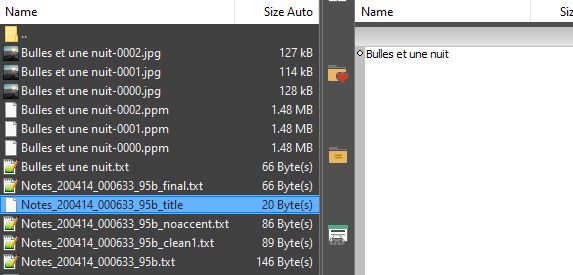 Name Size Auto
..
Bulles et une nuit-0002.jpg 127 kB
Bulles et une nuit-0001.jpg 114 kB
Bulles et une nuit-0000.jpg 128 kB
Bulles et une nuit-0002.ppm 1.48 MB
Bulles et une nuit-0001.ppm 1.48 MB
Bulles et une nuit-0000.ppm 1.48 MB
Bulles et une nuit.txt 66 Byte(s)
Notes_200414_000633_95b_final.txt 66 Byte(s)
Notes_200414_000633_95b_title 20 Byte(s)
Notes_200414_000633_95b_noaccent.txt 86 Byte(s)
Notes_200414_000633_95b_clean1.txt 89 Byte(s)
Notes_200414_000633_95b.txt 146 Byte(s)
Name
Bulles et une nuit